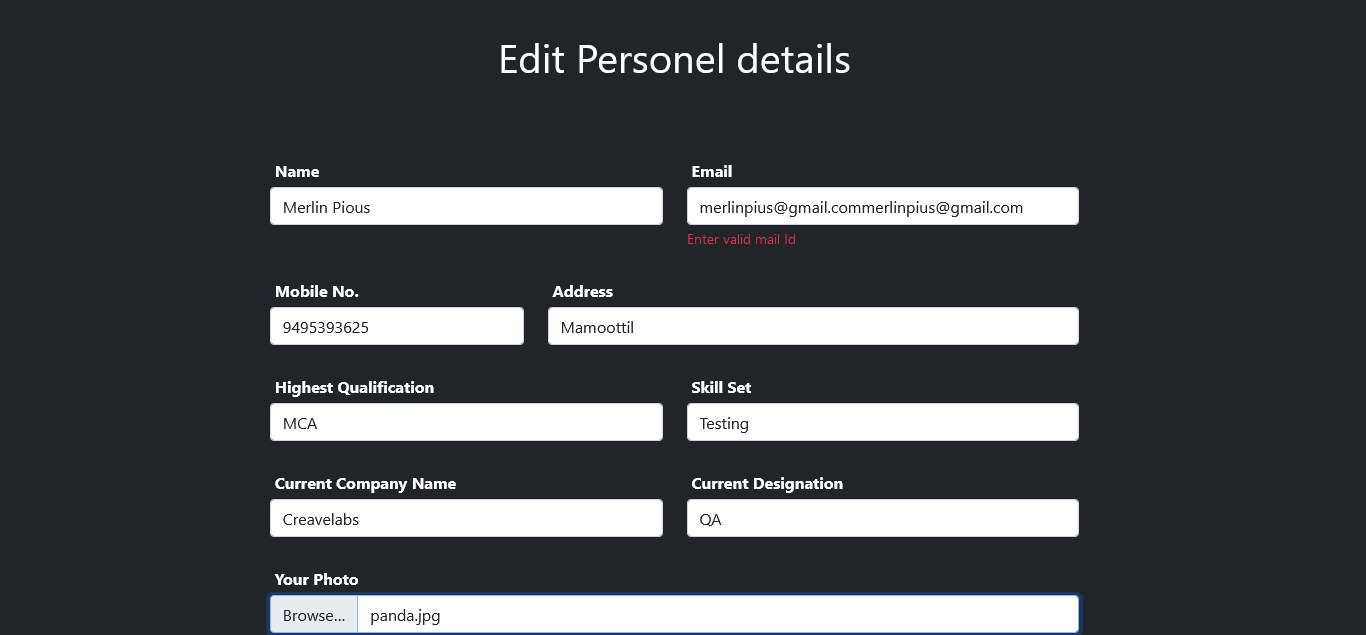 Edit Personel details
Name
Email
Merlin Pious
merlinpius@gmail.commerlinpius@gmail.com
Enter valid mail Id
Mobile No.
Address
9495393625
Mamoottil
Highest Qualification
Skill Set
MCA
Testing
Current Company Name
Current Designation
Creavelabs
QA
Your Photo
Browse... panda.jpg